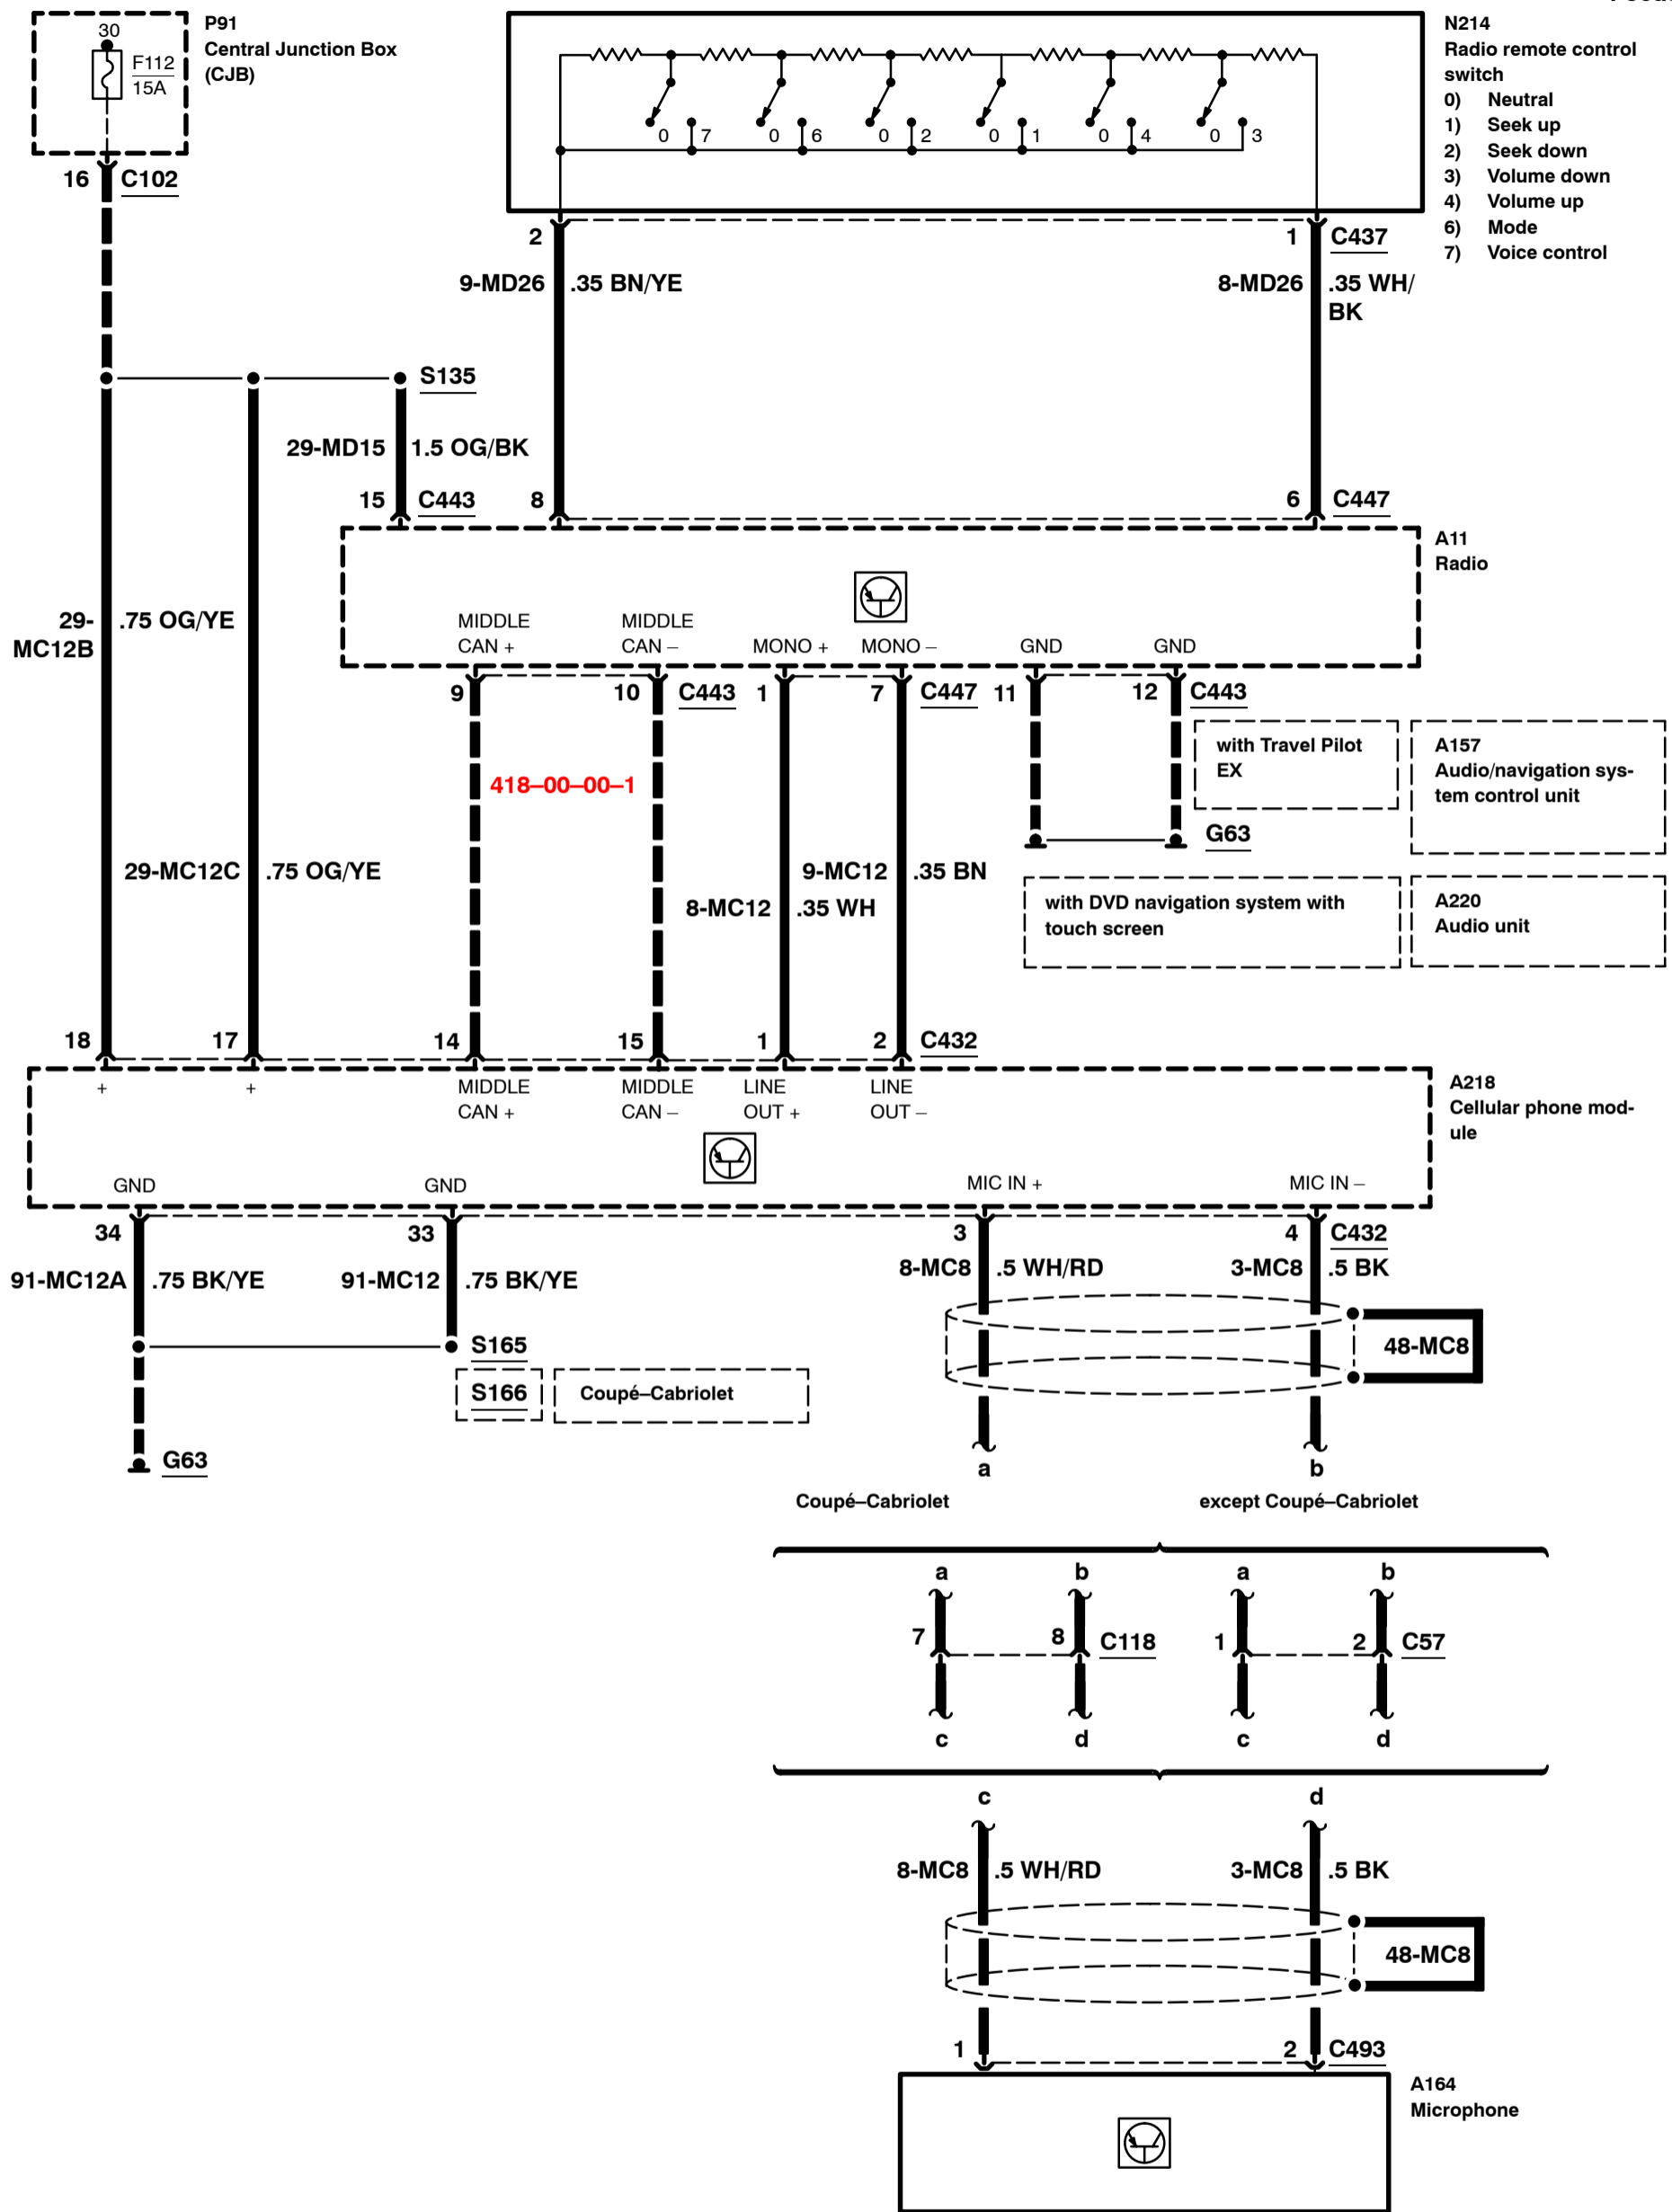 P91
Central Junction Box
(CJB)
30
F112
15A
16 C102
N214
Radio remote control
switch
0) Neutral
1) Seek up
2) Seek down
3) Volume down
4) Volume up
6) Mode
7) Voice control
0 7 0 6 0 2 0 1 0 4 0 3
2 1 C437
9-MD26 .35 BN/YE 8-MD26 .35 WH/
BK
S135
29-MD15 1.5 OG/BK
15 C443 8 6 C447
A11
Radio
29-
MC12B .75 OG/YE
MIDDLE MIDDLE
CAN + CAN – MONO + MONO – GND GND
9 10 C443 1 7 C447 11 12 C443
with Travel Pilot
EX
A157
Audio/navigation sys-
tem control unit
418–00–00–1
G63
29-MC12C .75 OG/YE 9-MC12 .35 BN
8-MC12 .35 WH
with DVD navigation system with
touch screen
A220
Audio unit
18 17 14 15 1 2 C432
+ + MIDDLE MIDDLE LINE LINE
CAN + CAN – OUT + OUT –
A218
Cellular phone mod-
ule
GND GND MIC IN + MIC IN –
34 33 3 4 C432
91-MC12A .75 BK/YE 91-MC12 .75 BK/YE 8-MC8 .5 WH/RD 3-MC8 .5 BK
S165
48-MC8
S166 Coupé–Cabriolet
G63
a b
Coupé–Cabriolet except Coupé–Cabriolet
a b a b
7 8 C118 1 2 C57
c d c d
c d
8-MC8 .5 WH/RD 3-MC8 .5 BK
48-MC8
1 2 C493
A164
Microphone